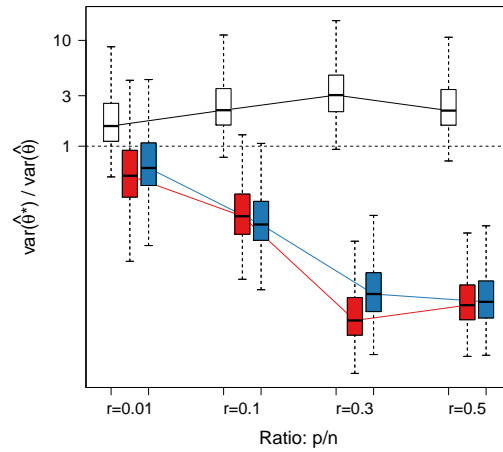 10
3
1
var(θ̂*) / var(θ̂)
r=0.01 r=0.1 r=0.3 r=0.5
Ratio: p/n